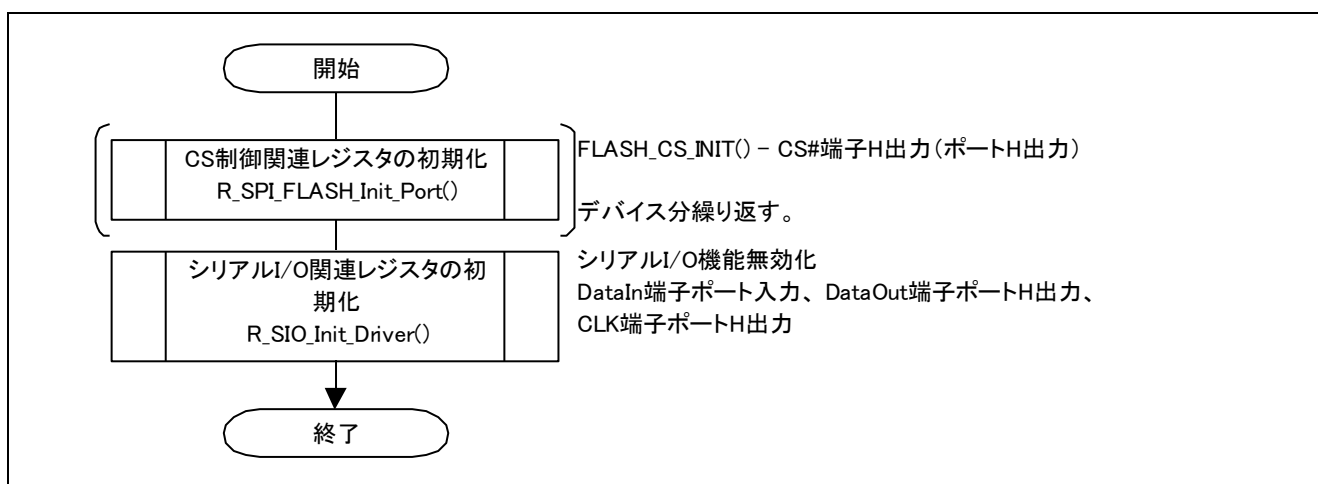 開始
CS制御関連レジスタの初期化
R_SPI_FLASH_Init_Port()
FLASH_CS_INIT() – CS#端子H出力(ポートH出力)
デバイス分繰り返す。
シリアルI/O関連レジスタの初
期化
R_SIO_Init_Driver()
シリアルI/O機能無効化
DataIn端子ポート入力、DataOut端子ポートH出力、
CLK端子ポートH出力
終了